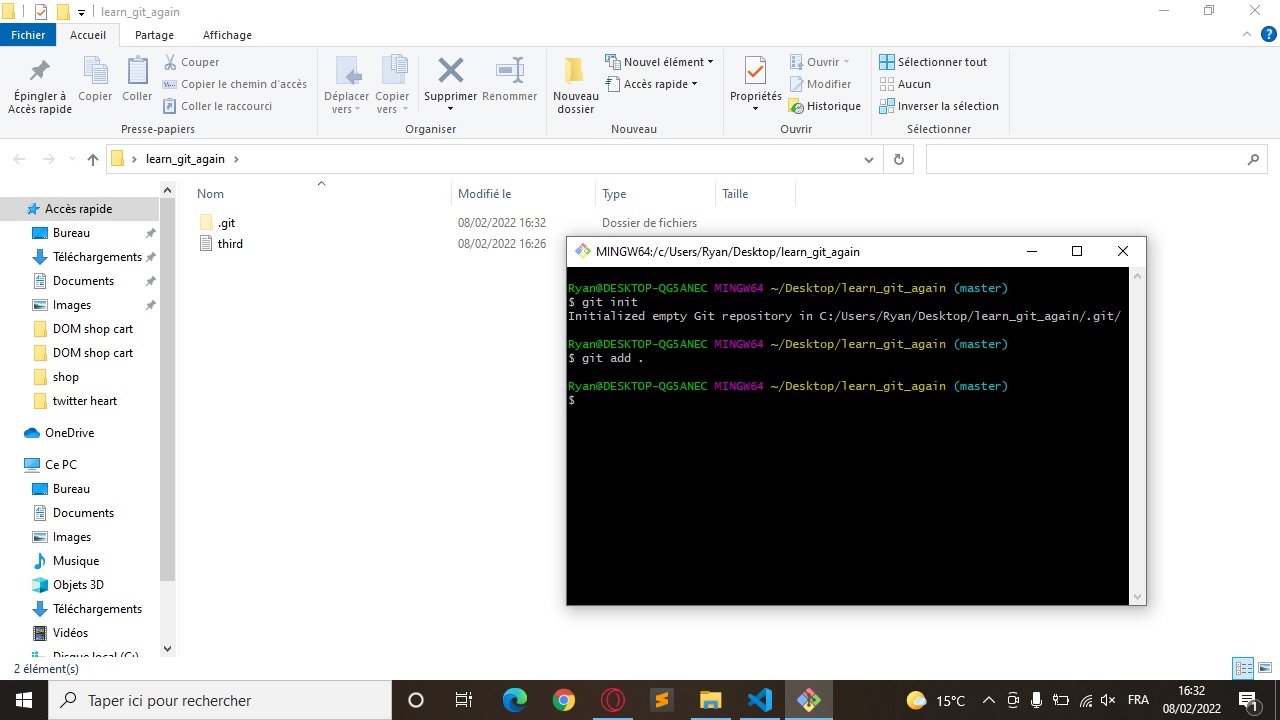 learn_git_again
Fichier Accueil Partage Affichage
Épingler à Accès rapide
Copier
Coller
Couper
Copier le chemin d'accès
Coller le raccourci
Presse-papiers
Déplacer vers
Copier vers
Supprimer
Renommer
Organiser
Nouveau dossier
Nouvel élément
Accès rapide
Nouveau
Propriétés
Ouvrir
Modifier
Historique
Ouvrir
Sélectionner tout
Aucun
Inverser la sélection
Sélectionner
learn_git_again
Nom Modifié le Type Taille
.git 08/02/2022 16:32 Dossier de fichiers
third 08/02/2022 16:26
Accès rapide
Bureau
Téléchargements
Documents
Images
DOM shop cart
DOM shop cart
shop
twitter heart
OneDrive
Ce PC
Bureau
Documents
Images
Musique
Objets 3D
Téléchargements
Vidéos
Disque local (C:)
2 élément(s)
MINGW64:/c/Users/Ryan/Desktop/learn_git_again
Ryan@DESKTOP-QG5ANEC MINGW64 ~/Desktop/learn_git_again (master)
$ git init
Initialized empty Git repository in C:/Users/Ryan/Desktop/learn_git_again/.git/
Ryan@DESKTOP-QG5ANEC MINGW64 ~/Desktop/learn_git_again (master)
$ git add .
Ryan@DESKTOP-QG5ANEC MINGW64 ~/Desktop/learn_git_again (master)
$
Taper ici pour rechercher
15°C
FRA
16:32
08/02/2022
1